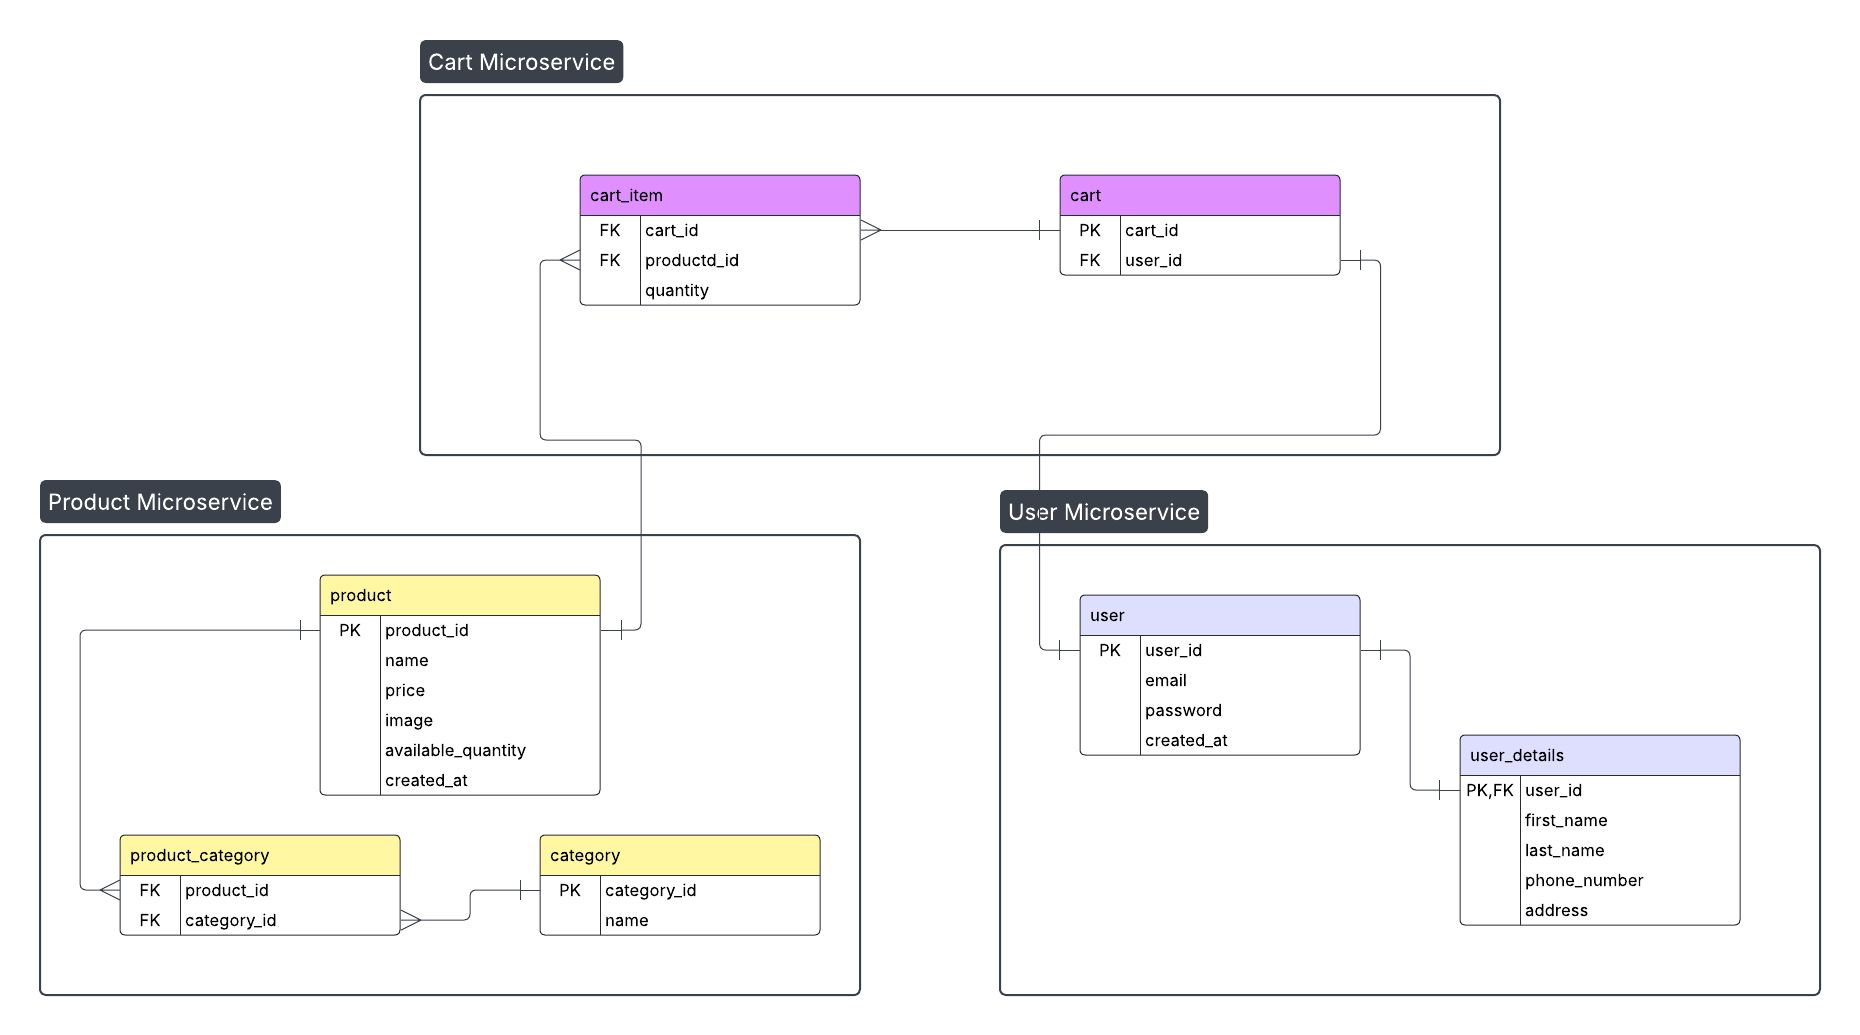 Cart Microservice
cart_item
FK cart_id
FK productd_id
quantity
cart
PK cart_id
FK user_id
Product Microservice
product
PK product_id
name
price
image
available_quantity
created_at
product_category
FK product_id
FK category_id
category
PK category_id
name
User Microservice
user
PK user_id
email
password
created_at
user_details
PK,FK user_id
first_name
last_name
phone_number
address